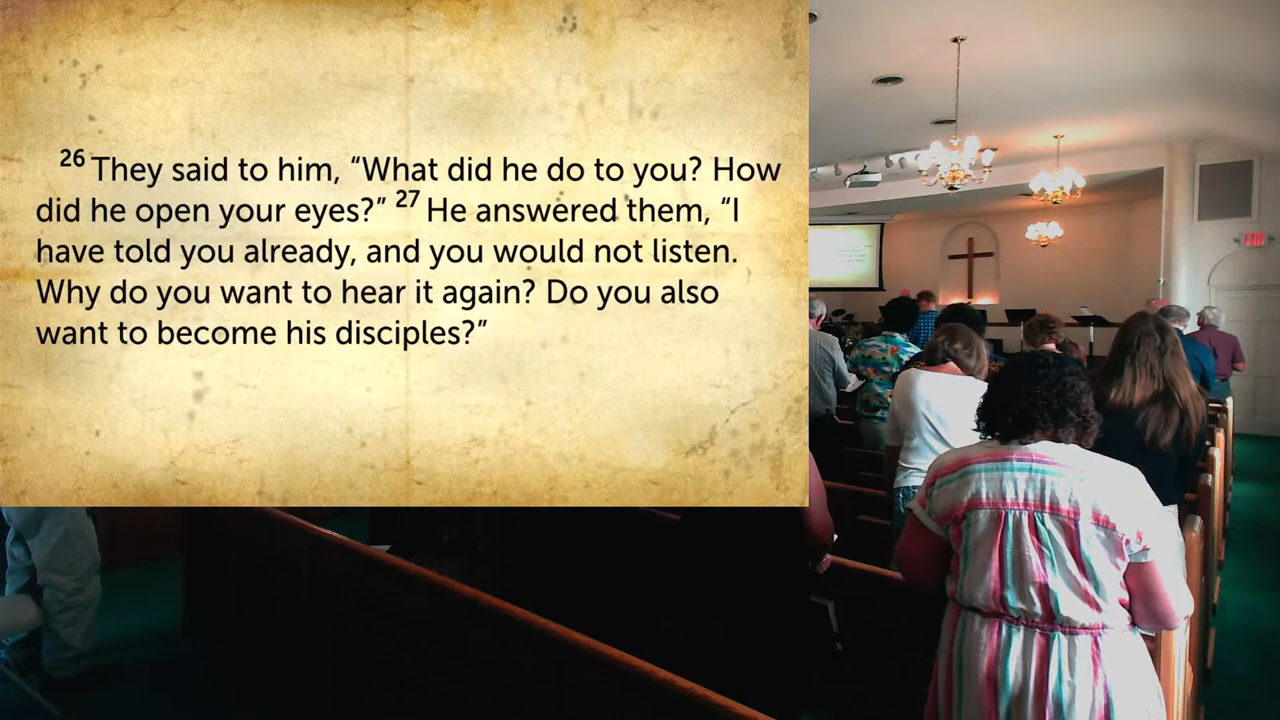 26 They said to him, “What did he do to you? How
did he open your eyes?” 27 He answered them, “I
have told you already, and you would not listen.
Why do you want to hear it again? Do you also
want to become his disciples?”
EXIT